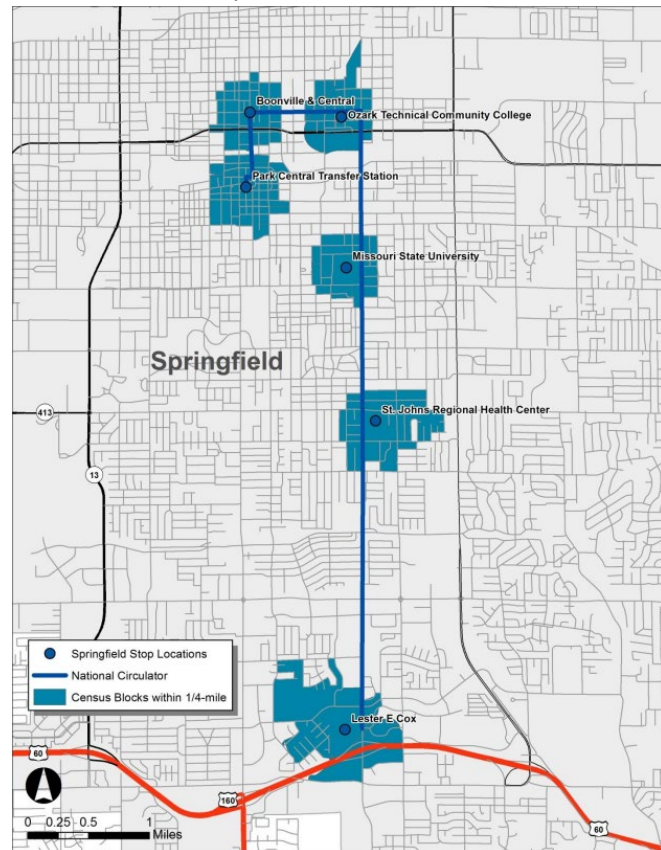 Boonville & Central
Ozark Technical Community College
Park Central Transfer Station
Missouri State University
Springfield
St. Johns Regional Health Center
413
13
Springfield Stop Locations
National Circulator
Census Blocks within 1/4-mile
Lester E Cox
60
160
60
0 0.25 0.5 1
Miles